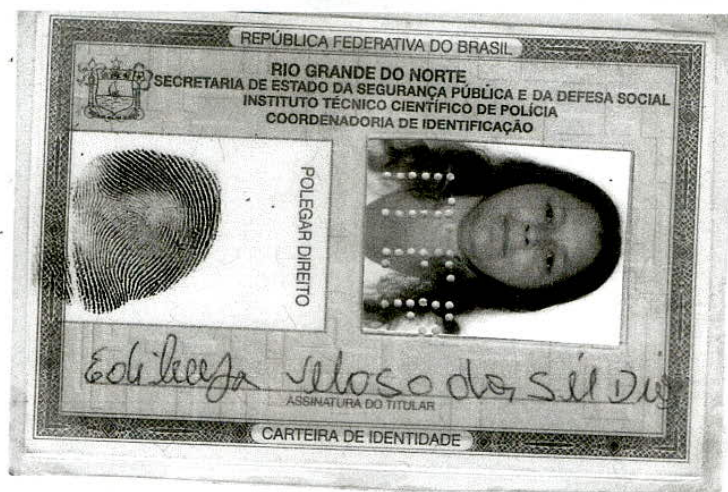 REPÚBLICA FEDERATIVA DO BRASIL
RIO GRANDE DO NORTE
SECRETARIA DE ESTADO DA SEGURANÇA PÚBLICA E DA DEFESA SOCIAL
INSTITUTO TÉCNICO CIENTÍFICO DE POLÍCIA
COORDENADORIA DE IDENTIFICAÇÃO
POLEGAR DIREITO
veloso da
ASSINATURA DO TITULAR
CARTEIRA DE IDENTIDADE